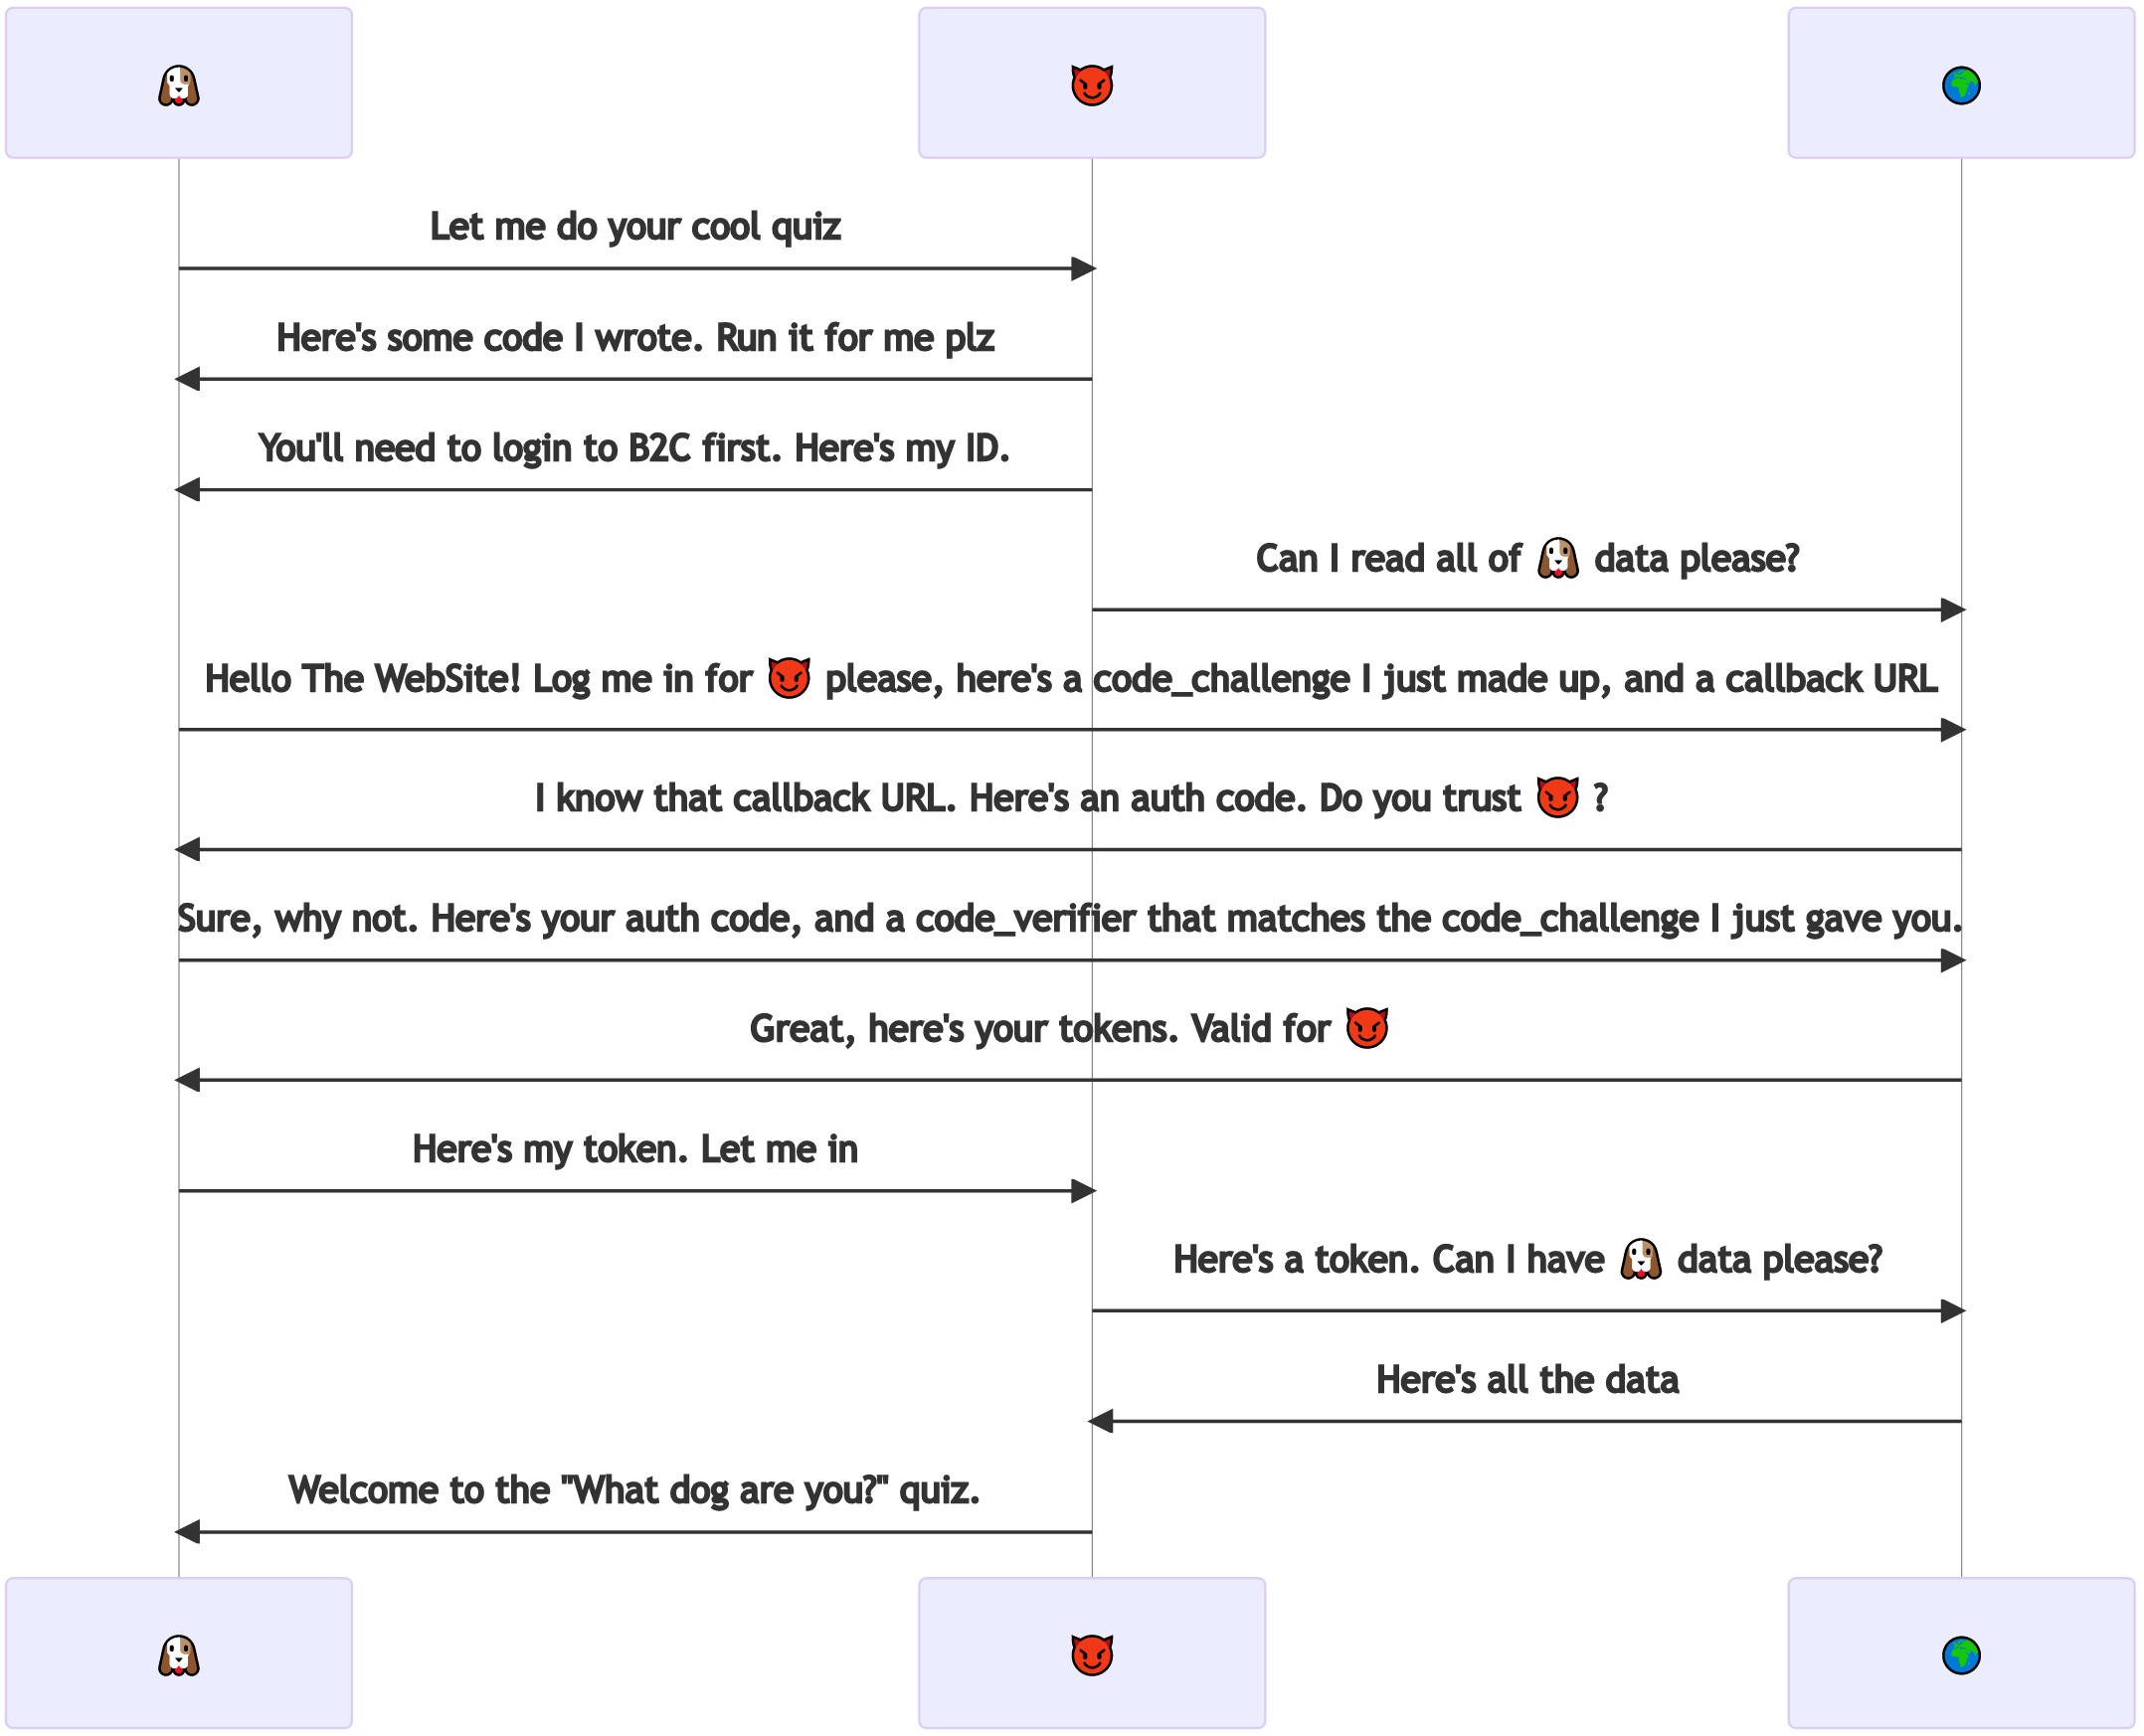 Let me do your cool quiz
Here's some code I wrote. Run it for me plz
You'll need to login to B2C first. Here's my ID.
Can I read all of 🐶 data please?
Hello The WebSite! Log me in for 😈 please, here's a code_challenge I just made up, and a callback URL
I know that callback URL. Here's an auth code. Do you trust 😈 ?
Sure, why not. Here's your auth code, and a code_verifier that matches the code_challenge I just gave you.
Great, here's your tokens. Valid for 😈
Here's my token. Let me in
Here's a token. Can I have 🐶 data please?
Here's all the data
Welcome to the "What dog are you?" quiz.